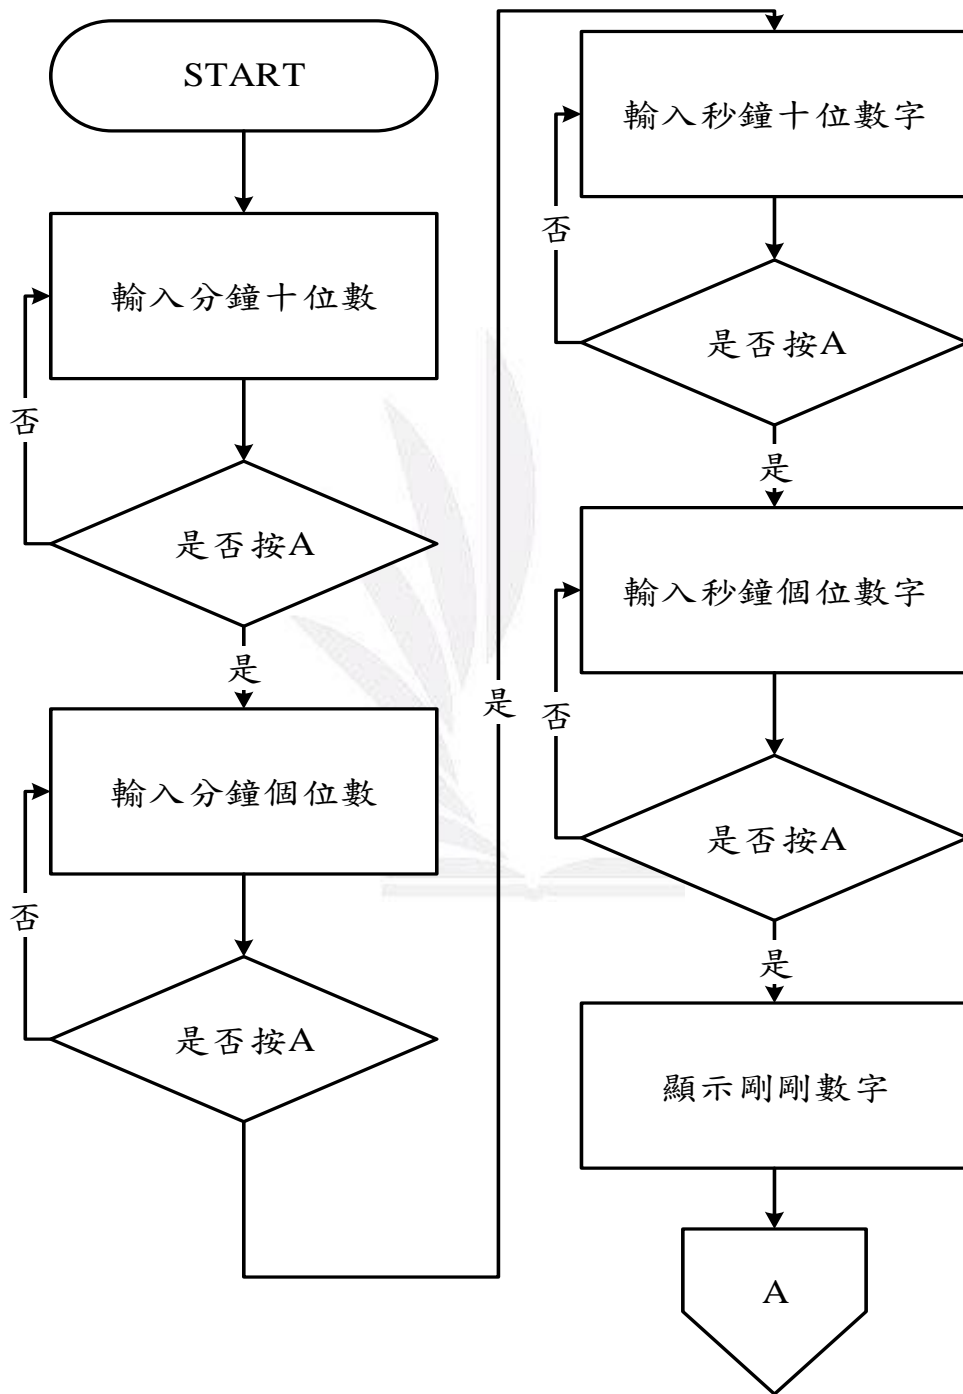 START
輸入分鐘十位數
否
是否按A
是
輸入分鐘個位數
否
是否按A
是
輸入秒鐘十位數字
否
是否按A
是
輸入秒鐘個位數字
否
是否按A
是
顯示剛剛數字
A